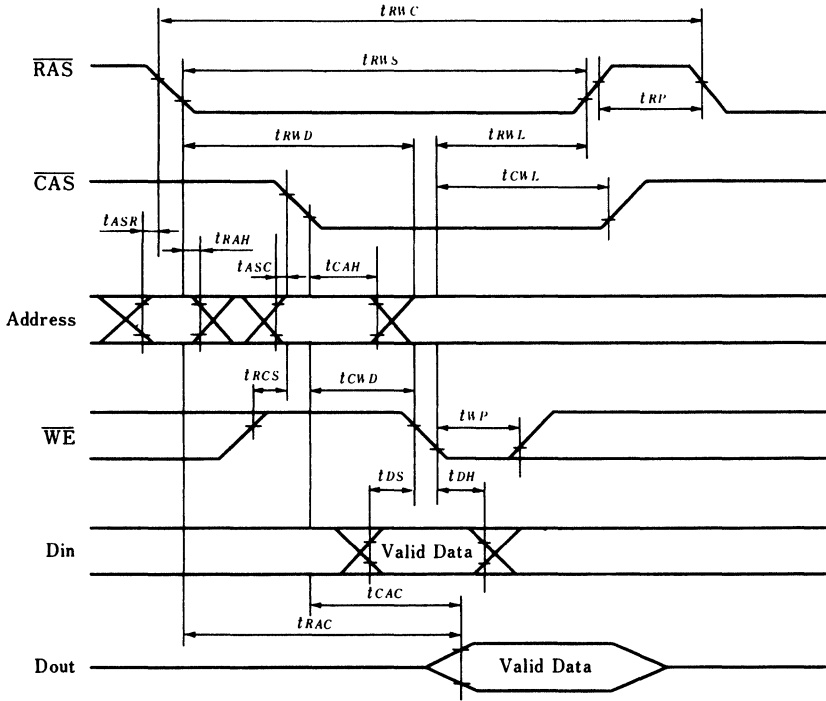 tRWC
RAS
tRWS
tRP
tRWD
tRWL
CAS
tCWL
tASR
tRAH
tASC
tCAH
Address
tRCS
tCWD
WE
tWP
tDS
tDH
Din
Valid Data
tCAC
tRAC
Dout
Valid Data